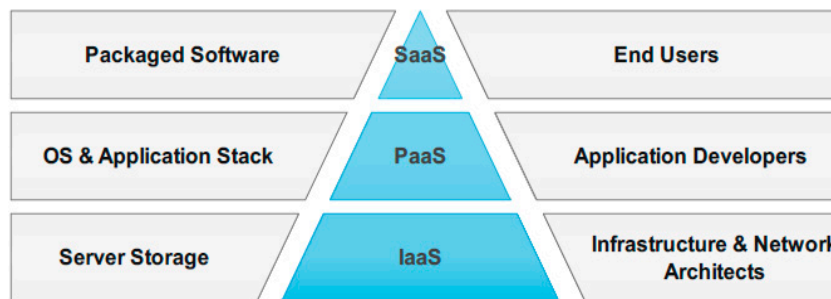 Packaged Software SaaS End Users
OS & Application Stack PaaS Application Developers
Server Storage IaaS Infrastructure & Network
Architects